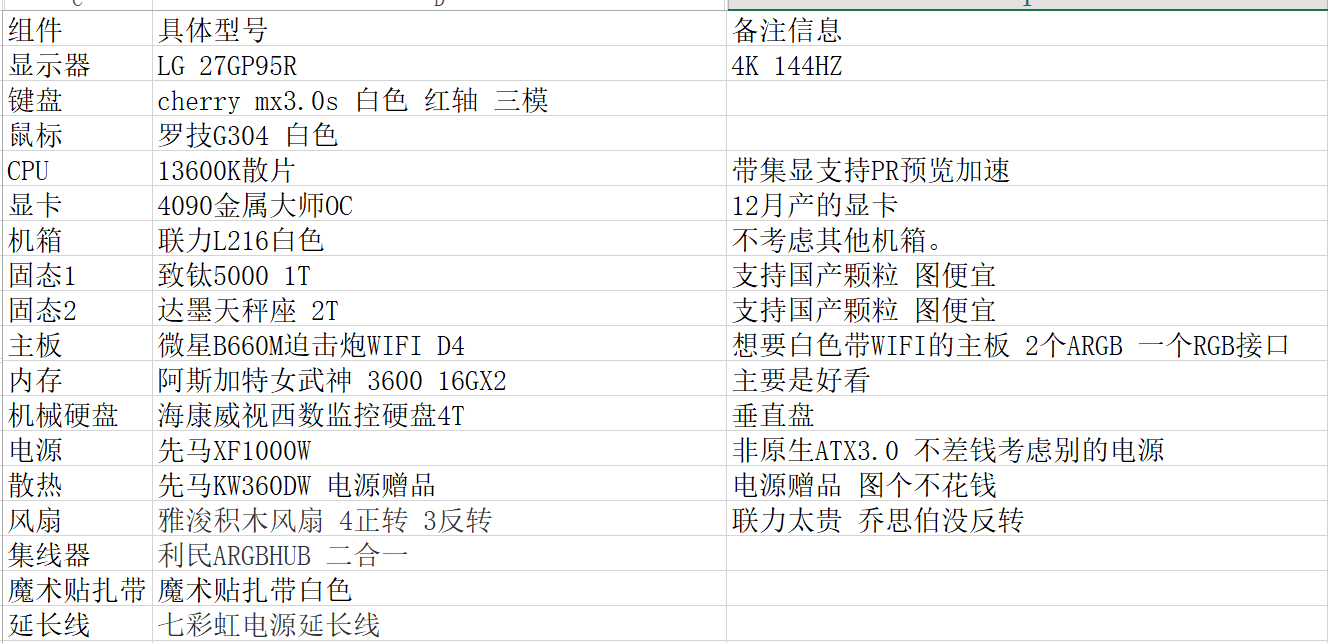 组件 具体型号 备注信息
显示器 LG 27GP95R 4K 144HZ
键盘 cherry mx3.0s 白色 红轴 三模
鼠标 罗技G304 白色
CPU 13600K散片 带集显支持PR预览加速
显卡 4090金属大师OC 12月产的显卡
机箱 联力L216白色 不考虑其他机箱。
固态1 致钛5000 1T 支持国产颗粒 图便宜
固态2 达墨天秤座 2T 支持国产颗粒 图便宜
主板 微星B660M迫击炮WIFI D4 想要白色带WIFI的主板 2个ARGB 一个RGB接口
内存 阿斯加特女武神 3600 16GX2 主要是好看
机械硬盘 海康威视西数监控硬盘4T 垂直盘
电源 先马XF1000W 非原生ATX3.0 不差钱考虑别的电源
散热 先马KW360DW 电源赠品 电源赠品 图个不花钱
风扇 雅浚积木风扇 4正转 3反转 联力太贵 乔思伯没反转
集线器 利民ARGBHUB 二合一
魔术贴扎带 魔术贴扎带白色
延长线 七彩虹电源延长线